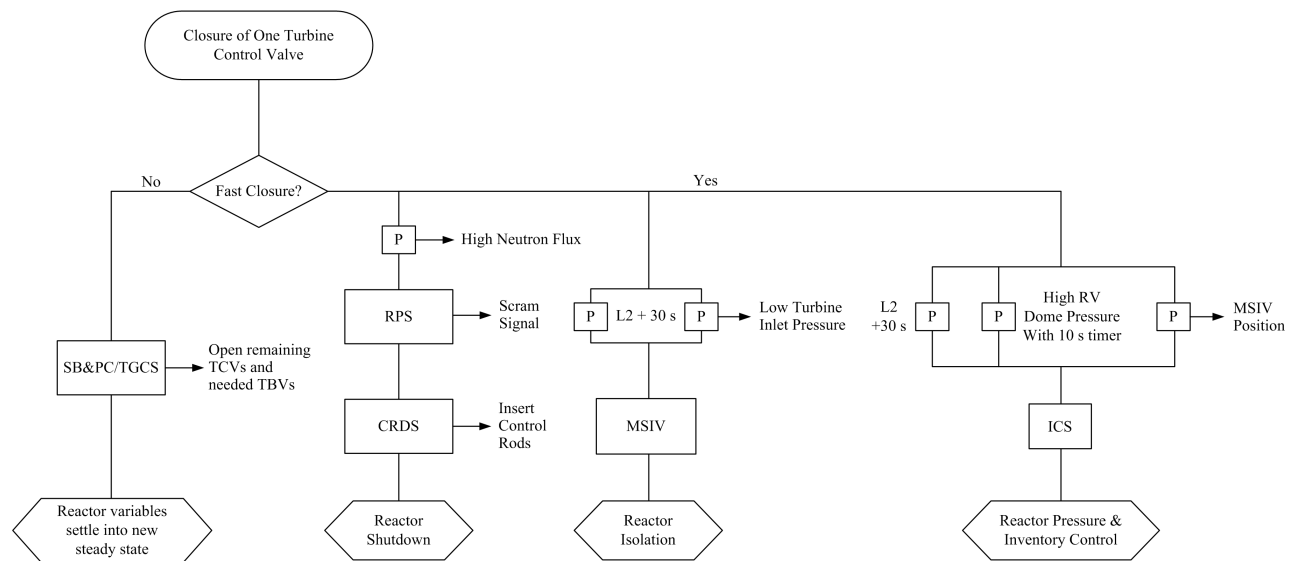 Closure of One Turbine
Control Valve
Fast Closure?
No
Yes
SB&PC/TGCS
Open remaining
TCVs and
needed TBVs
Reactor variables
settle into new
steady state
P
High Neutron Flux
RPS
Scram
Signal
CRDS
Insert
Control
Rods
Reactor
Shutdown
P
L2 + 30 s
P
Low Turbine
Inlet Pressure
MSIV
Reactor
Isolation
L2
+30 s
P
P
High RV
Dome Pressure
With 10 s timer
P
MSIV
Position
ICS
Reactor Pressure &
Inventory Control